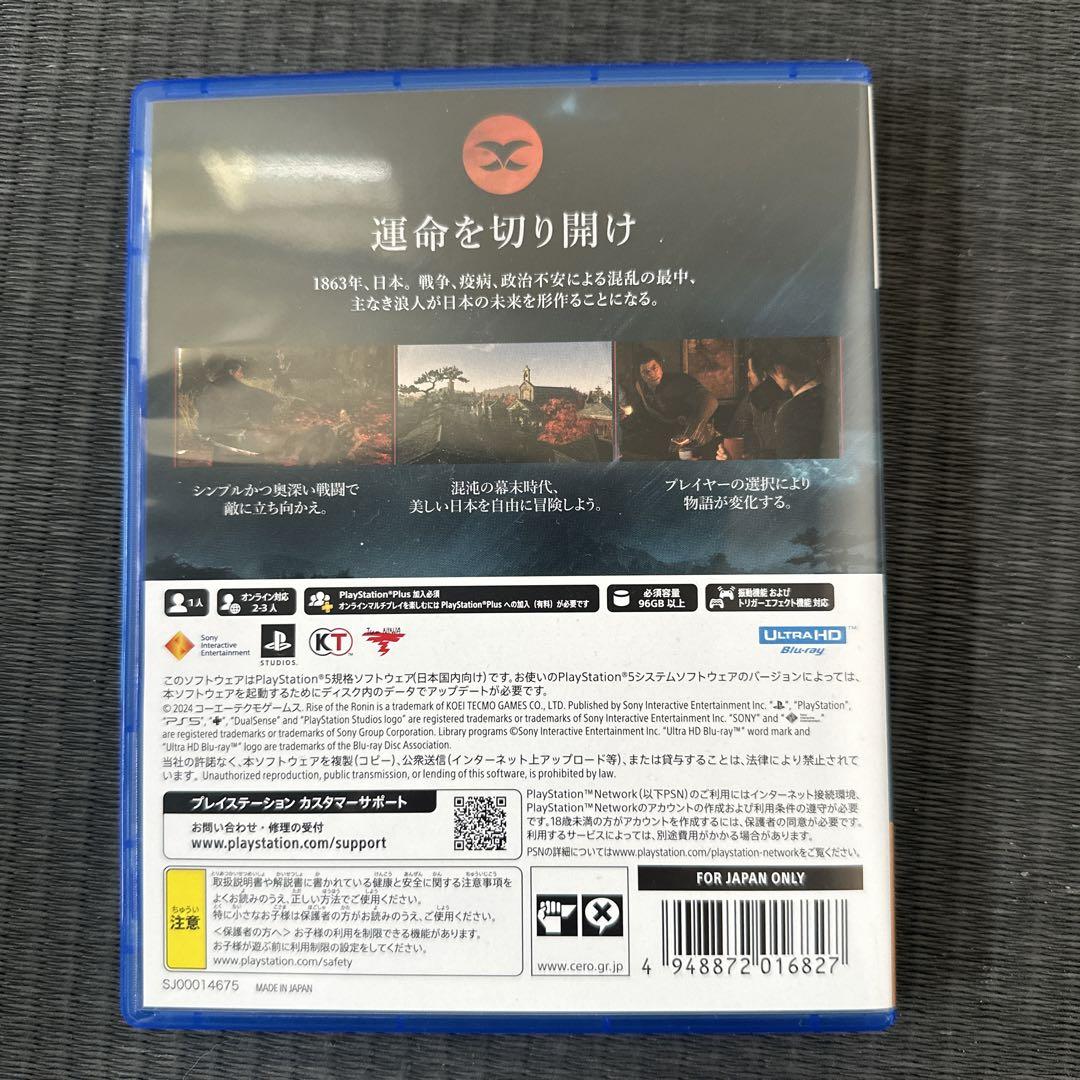 運命を切り開け
1863年、日本。戦争、疫病、政治不安による混乱の最中、
主なき浪人が日本の未来を形作ることになる。
シンプルかつ奥深い戦闘で
敵に立ち向かえ。
混沌の幕末時代、
美しい日本を自由に冒険しよう。
プレイヤーの選択により
物語が変化する。
1人
オンライン対応
2-3人
PlayStation®Plus 加入必須
オンラインマルチプレイを楽しむには PlayStation®Plus への加入(有料)が必要です
必須容量
96GB 以上
振動機能 および
トリガーエフェクト機能 対応
Sony
Interactive
Entertainment
STUDIOS
KT
Team NINJA
ULTRA HD
Blu-ray™
このソフトウェアはPlayStation®5規格ソフトウェア(日本国内向け)です。お使いのPlayStation®5システムソフトウェアのバージョンによっては、
本ソフトウェアを起動するためにディスク内のデータでアップデートが必要です。
© 2024 コーエーテクモゲームス. Rise of the Ronin is a trademark of KOEI TECMO GAMES CO., LTD. Published by Sony Interactive Entertainment Inc. "", "PlayStation",
"PS5", "", "DualSense" and "PlayStation Studios logo" are registered trademarks or trademarks of Sony Interactive Entertainment Inc. "SONY" and ""
are registered trademarks or trademarks of Sony Group Corporation. Library programs ©Sony Interactive Entertainment Inc. "Ultra HD Blu-ray™" word mark and
"Ultra HD Blu-ray™" logo are trademarks of the Blu-ray Disc Association.
当社の許諾なく、本ソフトウェアを複製(コピー)、公衆送信(インターネット上アップロード等)、または貸与することは、法律により禁止されて
います。Unauthorized reproduction, public transmission, or lending of this software, is prohibited by law.
プレイステーション カスタマーサポート
お問い合わせ・修理の受付
www.playstation.com/support
PlayStation™Network(以下PSN)のご利用にはインターネット接続環境、
PlayStation™Networkのアカウントの作成および利用条件の遵守が必要
です。18歳未満の方がアカウントを作成するには、保護者の同意が必要です。
利用するサービスによっては、別途費用がかかる場合があります。
PSNの詳細についてはwww.playstation.com/playstation-networkをご覧ください。
ちゅうい
注意
取扱説明書や解説書に書かれている健康と安全に関する注意事項を
よくお読みのうえ、正しい方法でご使用ください。
特に小さなお子様は保護者の方がお読みのうえ、ご使用ください。
<保護者の方へ> お子様の利用を制限できる機能があります。
お子様が遊ぶ前に利用制限の設定をしてください。
www.playstation.com/safety
www.cero.gr.jp
FOR JAPAN ONLY
4 948872 016827
SJ00014675 MADE IN JAPAN